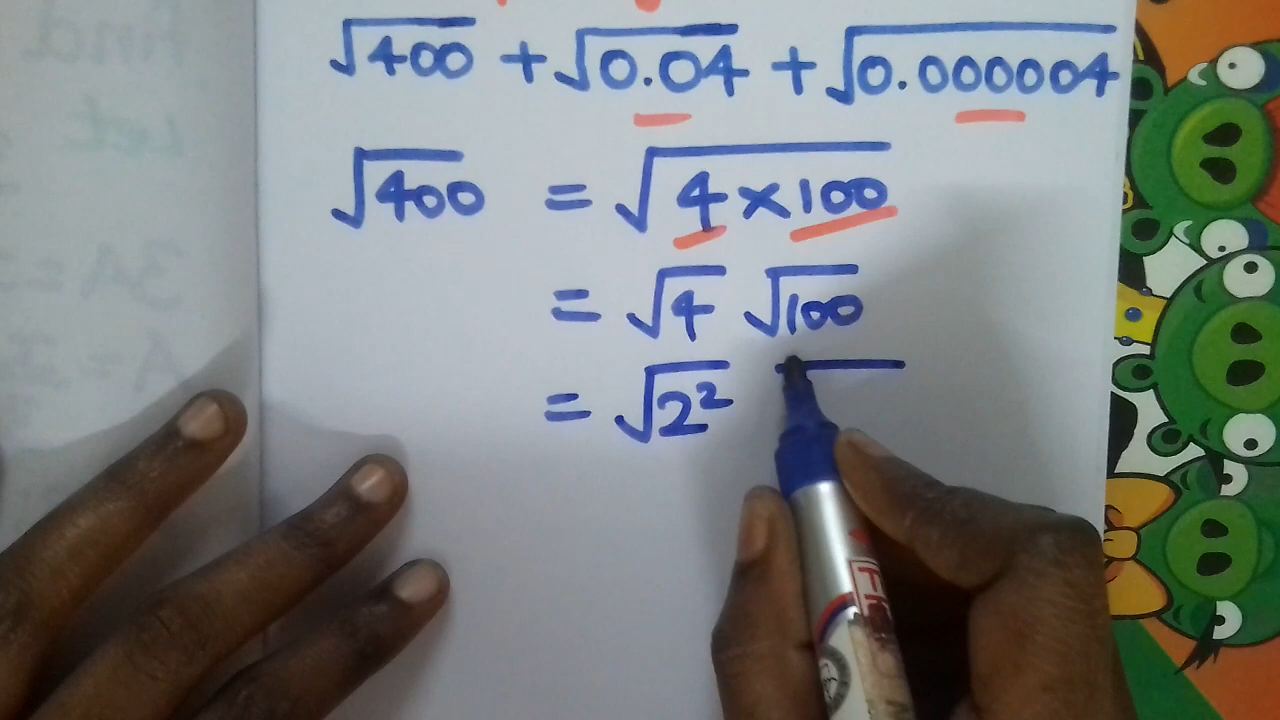 √400 + √0.04 + √0.000004
√400 = √4×100
= √4 √100
= √2²